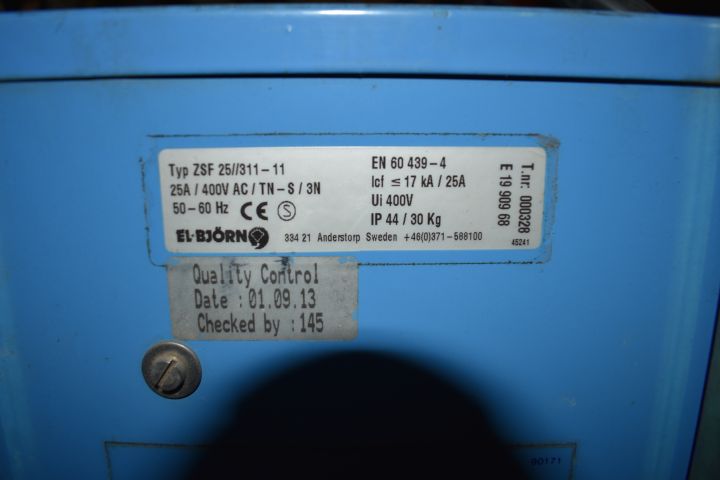 Typ ZSF 25//311-11
25A / 400V AC / TN-S / 3N
50-60 Hz CE S
EL-BJÖRN
334 21 Anderstorp Sweden +46(0)371-588100
EN 60 439-4
Icf ≤ 17 kA / 25A
Ui 400V
IP 44 / 30 Kg
T.nr. 000328
E 19 909 68
45241
Quality Control
Date : 01.09.13
Checked by : 145
90171